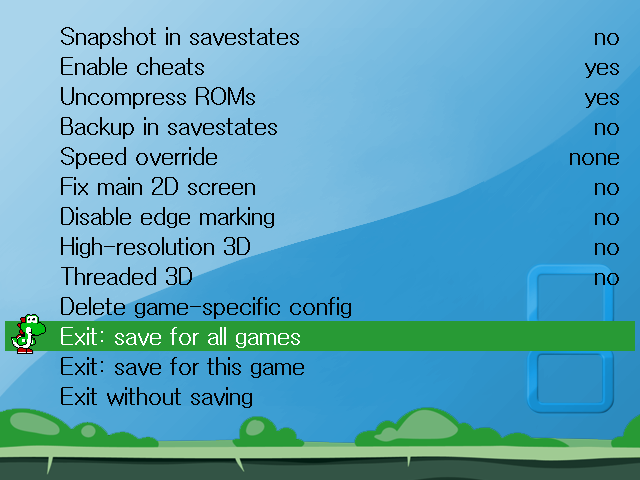 Snapshot in savestates no
Enable cheats yes
Uncompress ROMs yes
Backup in savestates no
Speed override none
Fix main 2D screen no
Disable edge marking no
High-resolution 3D no
Threaded 3D no
Delete game-specific config
Exit: save for all games
Exit: save for this game
Exit without saving